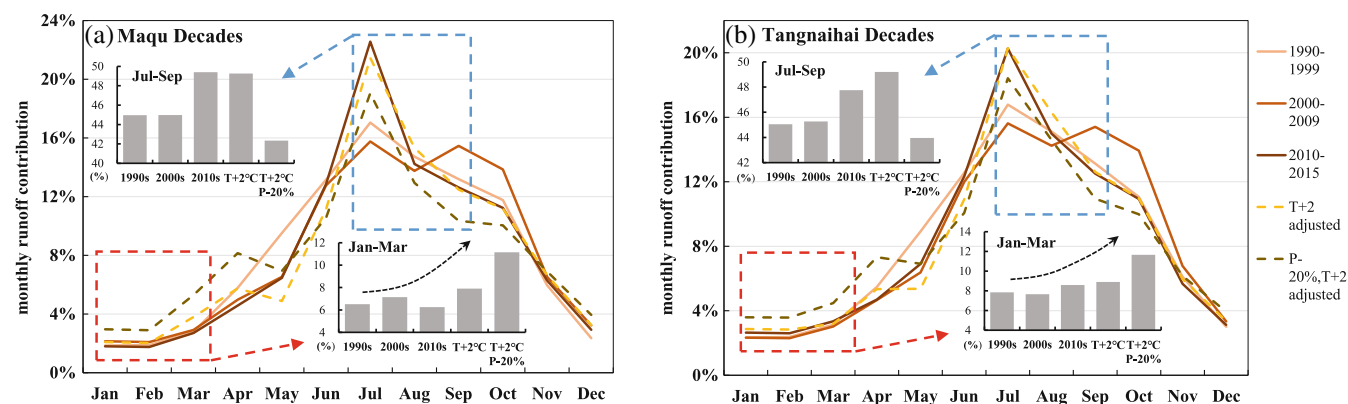 (a) Maqu Decades
monthly runoff contribution
24%
20%
16%
12%
8%
4%
0%
Jan Feb Mar Apr May Jun Jul Aug Sep Oct Nov Dec
Jul-Sep
50
48
46
44
42
40
(%)
1990s 2000s 2010s T+2°C T+2°C
P-20%
Jan-Mar
12
10
8
6
4
(%)
1990s 2000s 2010s T+2°C T+2°C
P-20%
(b) Tangnaihai Decades
monthly runoff contribution
20%
16%
12%
8%
4%
0%
Jan Feb Mar Apr May Jun Jul Aug Sep Oct Nov Dec
Jul-Sep
50
48
46
44
42
(%)
1990s 2000s 2010s T+2°C T+2°C
P-20%
Jan-Mar
14
12
10
8
6
4
(%)
1990s 2000s 2010s T+2°C T+2°C
P-20%
1990-
1999
2000-
2009
2010-
2015
T+2
adjusted
P-
20%,T+2
adjusted